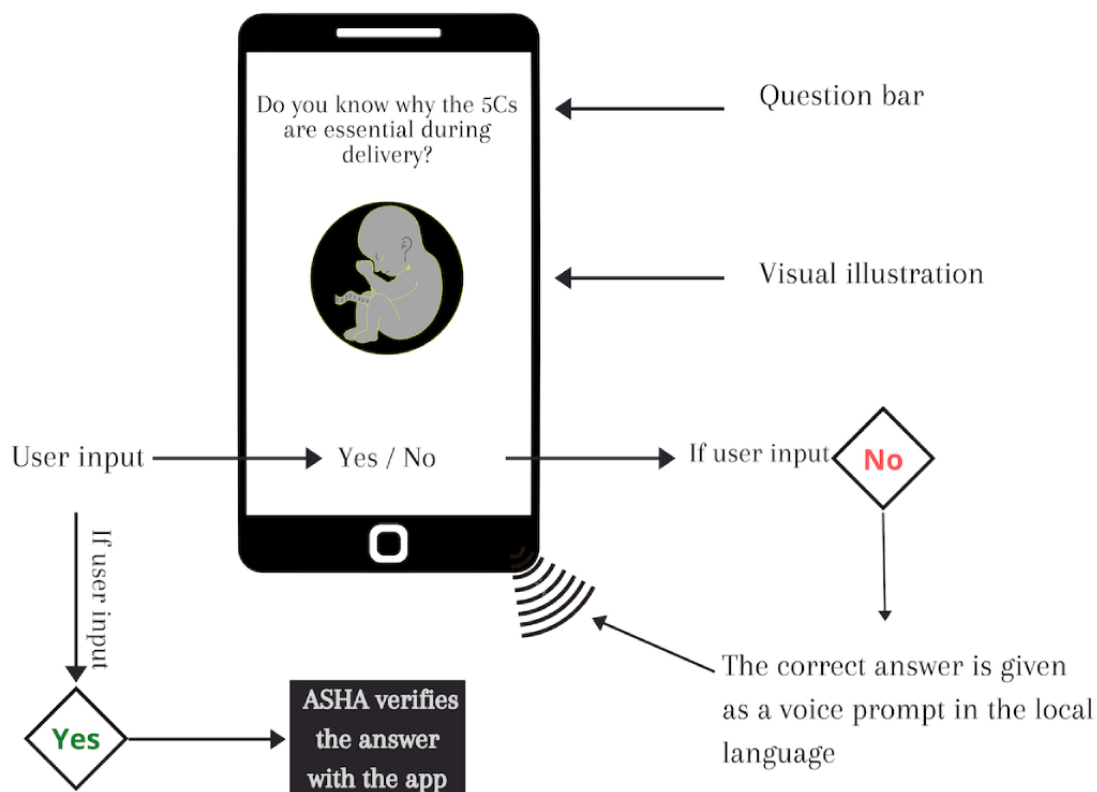 Do you know why the 5Cs
are essential during
delivery?
Question bar
Visual illustration
User input
Yes / No
If user input
No
If user input
Yes
ASHA verifies
the answer
with the app
The correct answer is given
as a voice prompt in the local
language